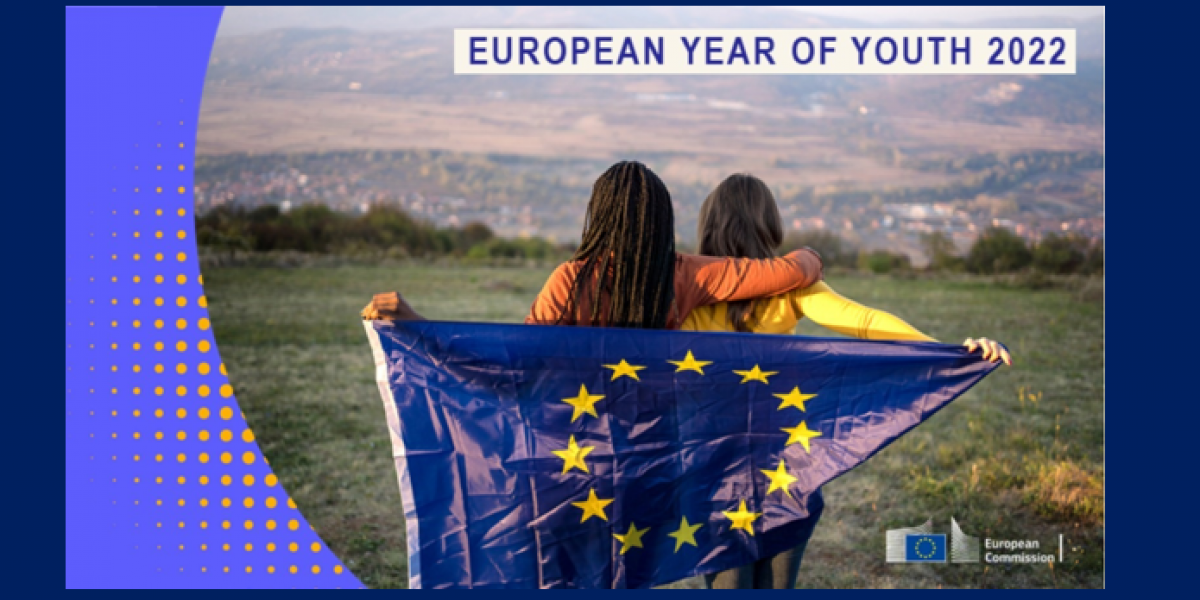 EUROPEAN YEAR OF YOUTH 2022
European
Commission